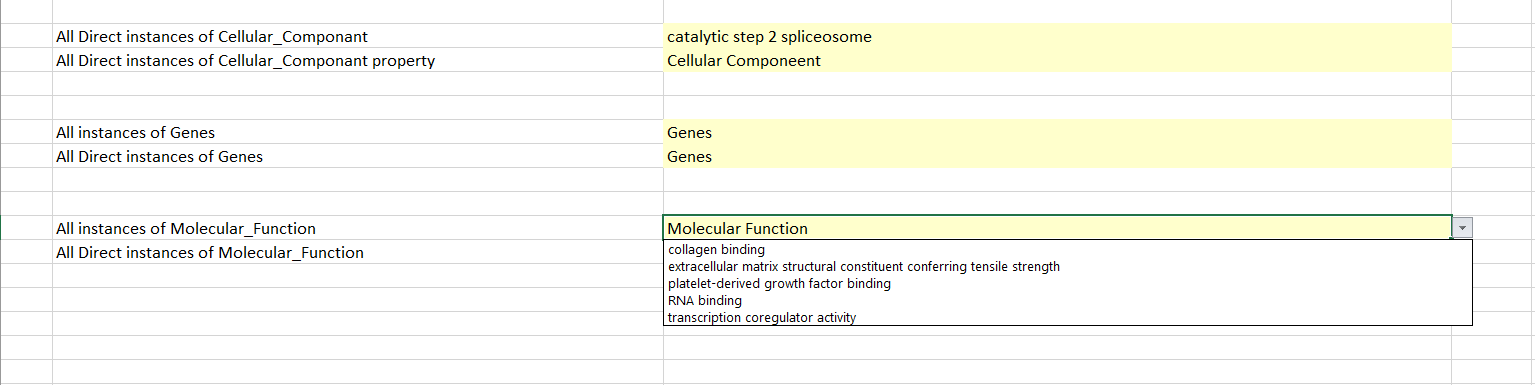 All Direct instances of Cellular_Componant catalytic step 2 spliceosome
All Direct instances of Cellular_Componant property Cellular Componeent
All instances of Genes Genes
All Direct instances of Genes Genes
All instances of Molecular_Function Molecular Function
All Direct instances of Molecular_Function
collagen binding
extracellular matrix structural constituent conferring tensile strength
platelet-derived growth factor binding
RNA binding
transcription coregulator activity